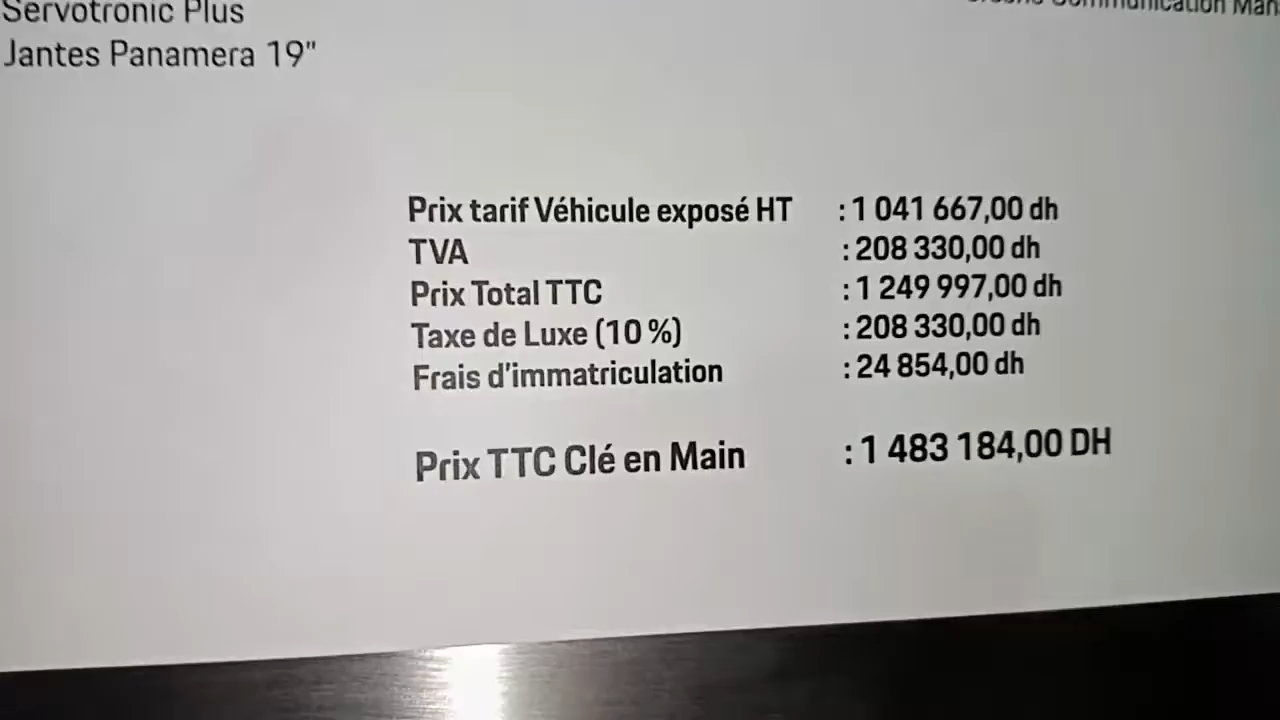 Servotronic Plus
Communication Man
Jantes Panamera 19"
Prix tarif Véhicule exposé HT : 1 041 667,00 dh
TVA : 208 330,00 dh
Prix Total TTC : 1 249 997,00 dh
Taxe de Luxe (10 %) : 208 330,00 dh
Frais d'immatriculation : 24 854,00 dh
Prix TTC Clé en Main : 1 483 184,00 DH